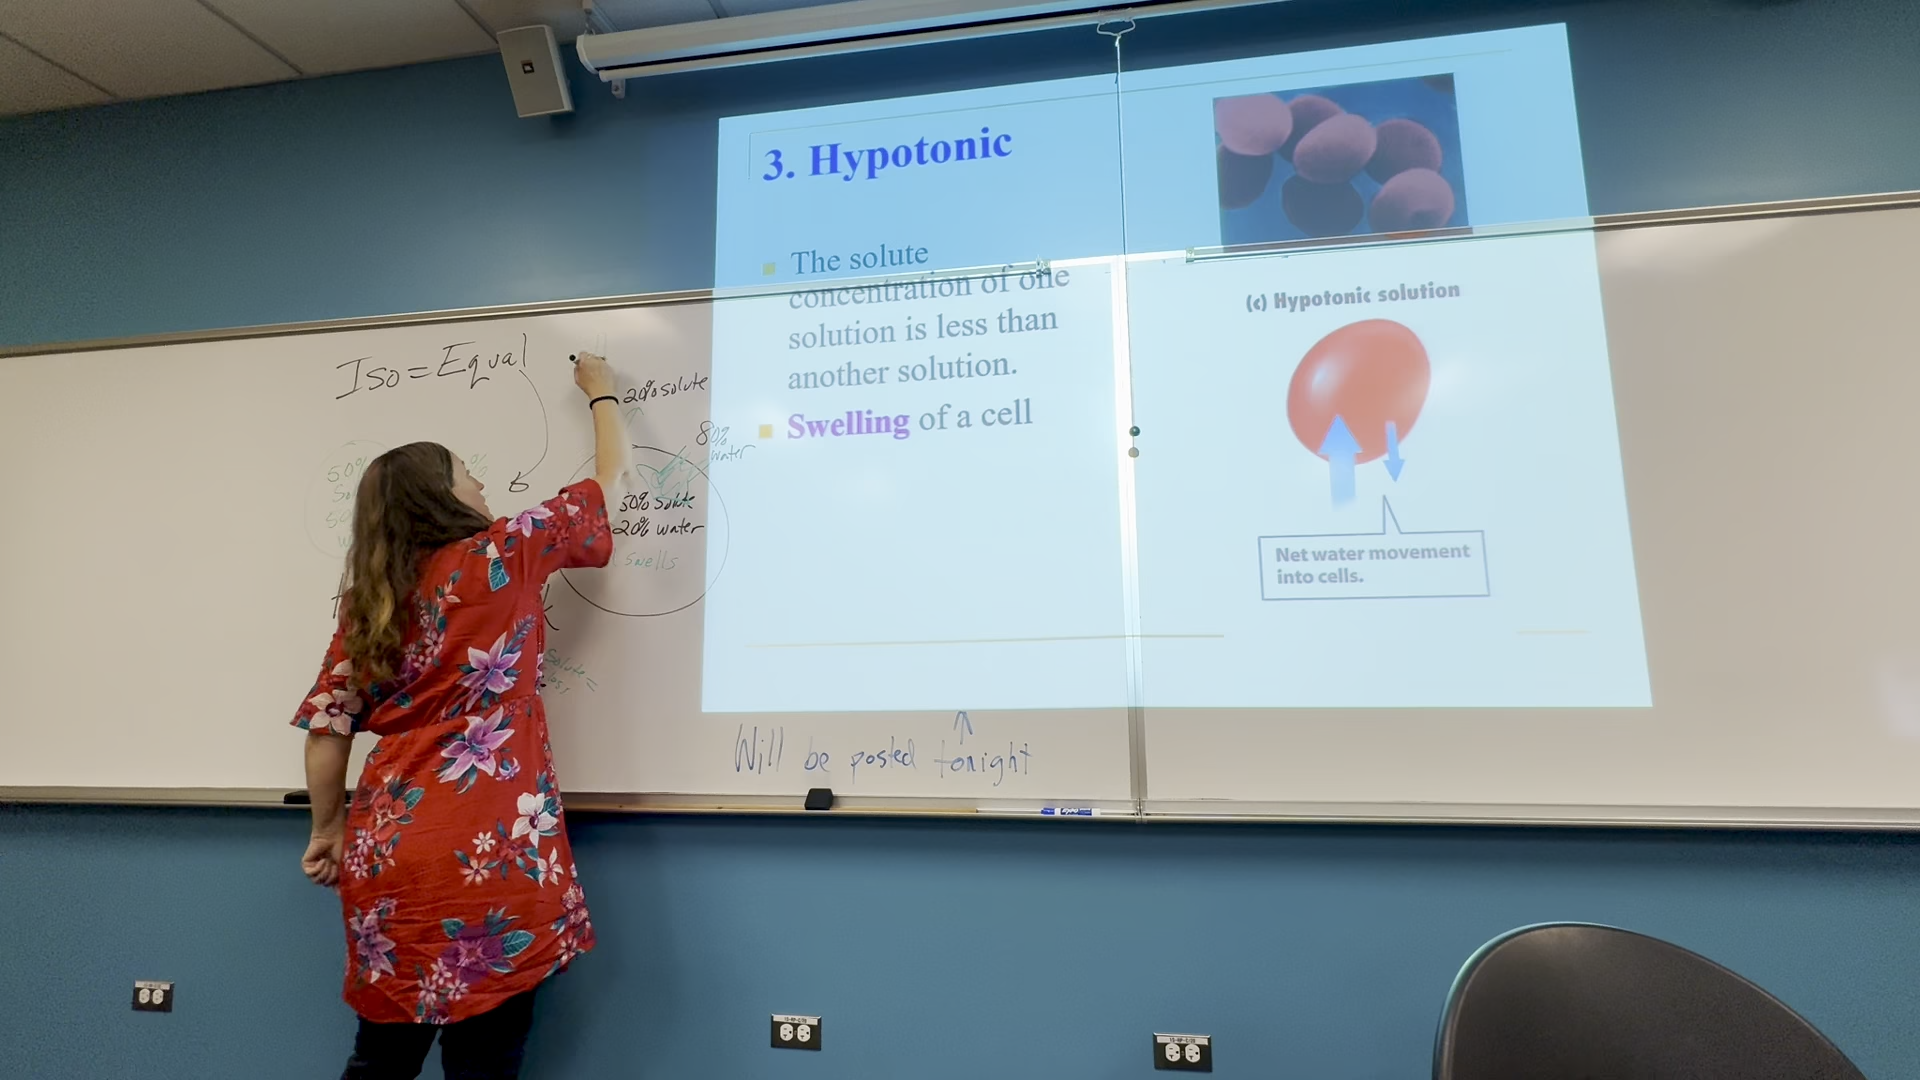 3. Hypotonic
The solute
concentration of one
solution is less than
another solution.
Swelling of a cell
(c) Hypotonic solution
Net water movement
into cells.
Iso = Equal
20% solute
80%
water
50%
50% solute
20% water
swells
Solute =
Will be posted tonight